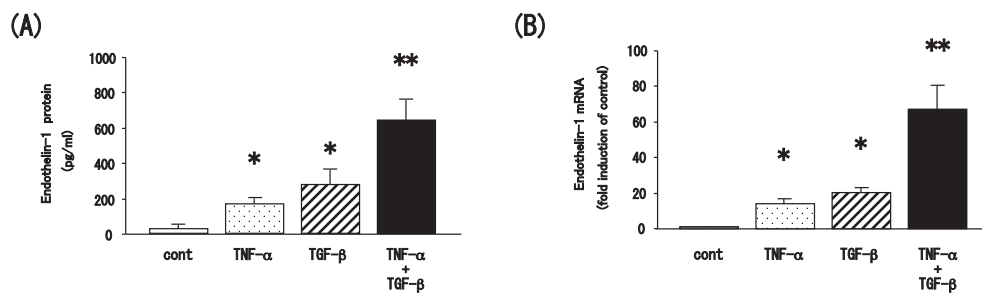 (A)
Endothelin-1 protein
(pg/ml)
1000
800
600
400
200
0
*
*
**
cont
TNF-α
TGF-β
TNF-α
+
TGF-β
(B)
Endothelin-1 mRNA
(fold induction of control)
100
80
60
40
20
0
*
*
**
cont
TNF-α
TGF-β
TNF-α
+
TGF-β